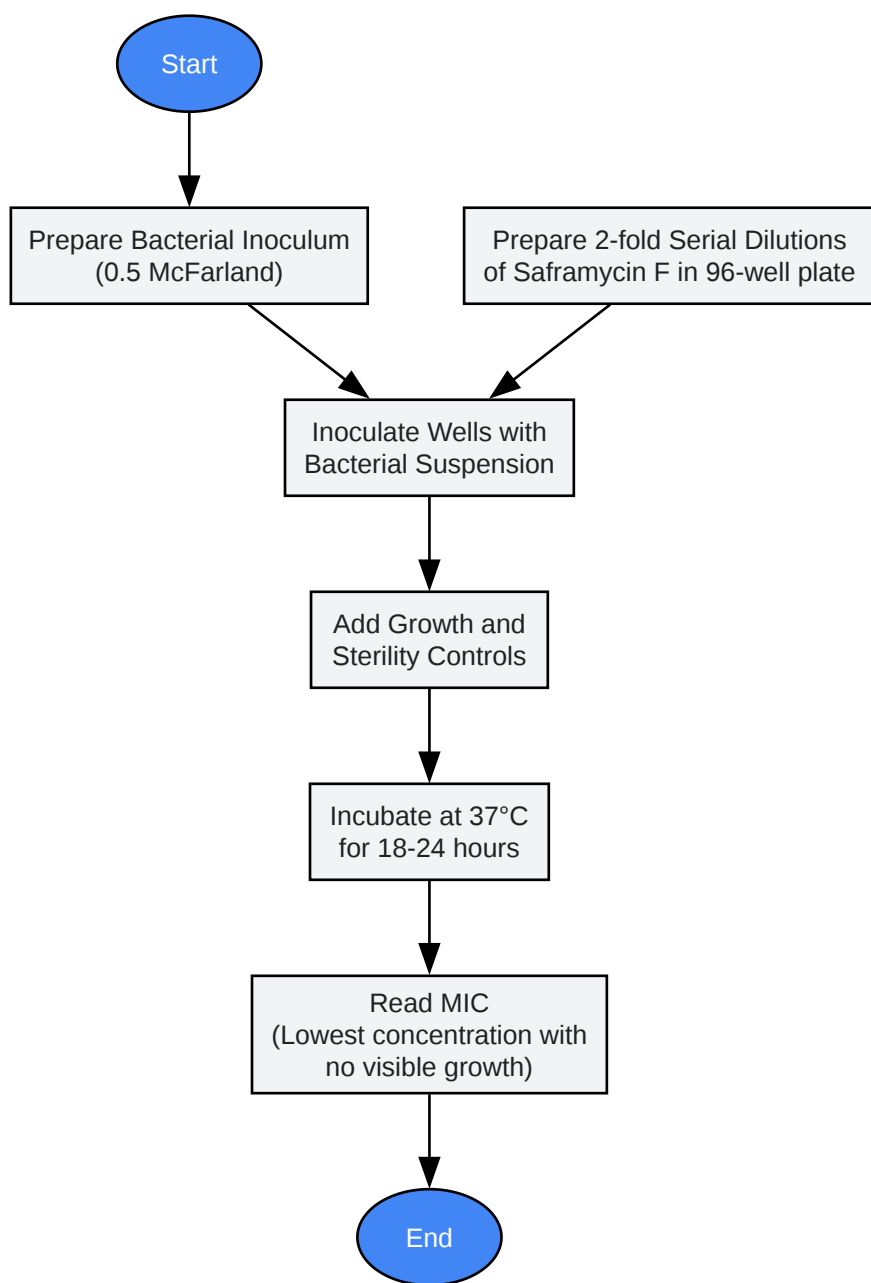 Start
Prepare Bacterial Inoculum
(0.5 McFarland)
Prepare 2-fold Serial Dilutions
of Saframycin F in 96-well plate
Inoculate Wells with
Bacterial Suspension
Add Growth and
Sterility Controls
Incubate at 37°C
for 18-24 hours
Read MIC
(Lowest concentration with
no visible growth)
End